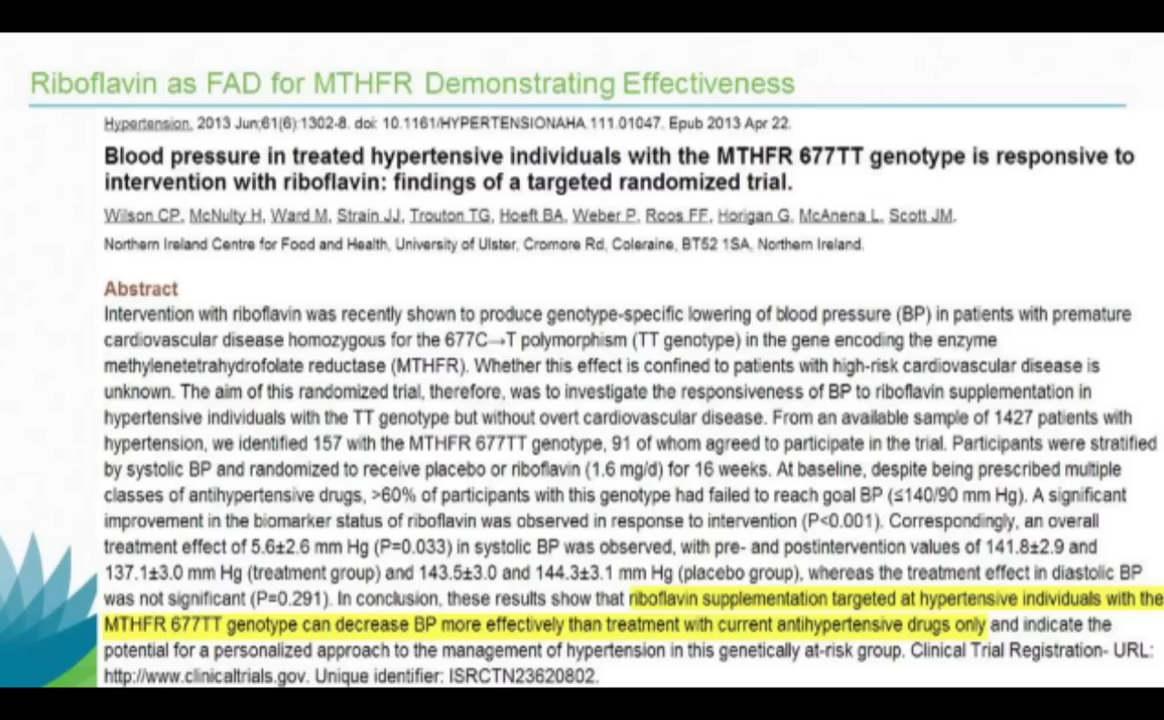 Riboflavin as FAD for MTHFR Demonstrating Effectiveness
Hypertension. 2013 Jun;61(6):1302-8. doi: 10.1161/HYPERTENSIONAHA.111.01047. Epub 2013 Apr 22.
Blood pressure in treated hypertensive individuals with the MTHFR 677TT genotype is responsive to
intervention with riboflavin: findings of a targeted randomized trial.
Wilson CP, McNulty H, Ward M, Strain JJ, Trouton TG, Hoeft BA, Weber P, Roos FF, Horigan G, McAnena L, Scott JM.
Northern Ireland Centre for Food and Health, University of Ulster, Cromore Rd, Coleraine, BT52 1SA, Northern Ireland.
Abstract
Intervention with riboflavin was recently shown to produce genotype-specific lowering of blood pressure (BP) in patients with premature
cardiovascular disease homozygous for the 677C→T polymorphism (TT genotype) in the gene encoding the enzyme
methylenetetrahydrofolate reductase (MTHFR). Whether this effect is confined to patients with high-risk cardiovascular disease is
unknown. The aim of this randomized trial, therefore, was to investigate the responsiveness of BP to riboflavin supplementation in
hypertensive individuals with the TT genotype but without overt cardiovascular disease. From an available sample of 1427 patients with
hypertension, we identified 157 with the MTHFR 677TT genotype, 91 of whom agreed to participate in the trial. Participants were stratified
by systolic BP and randomized to receive placebo or riboflavin (1.6 mg/d) for 16 weeks. At baseline, despite being prescribed multiple
classes of antihypertensive drugs, >60% of participants with this genotype had failed to reach goal BP (≤140/90 mm Hg). A significant
improvement in the biomarker status of riboflavin was observed in response to intervention (P<0.001). Correspondingly, an overall
treatment effect of 5.6±2.6 mm Hg (P=0.033) in systolic BP was observed, with pre- and postintervention values of 141.8±2.9 and
137.1±3.0 mm Hg (treatment group) and 143.5±3.0 and 144.3±3.1 mm Hg (placebo group), whereas the treatment effect in diastolic BP
was not significant (P=0.291). In conclusion, these results show that riboflavin supplementation targeted at hypertensive individuals with the
MTHFR 677TT genotype can decrease BP more effectively than treatment with current antihypertensive drugs only and indicate the
potential for a personalized approach to the management of hypertension in this genetically at-risk group. Clinical Trial Registration- URL:
http://www.clinicaltrials.gov. Unique identifier: ISRCTN23620802.